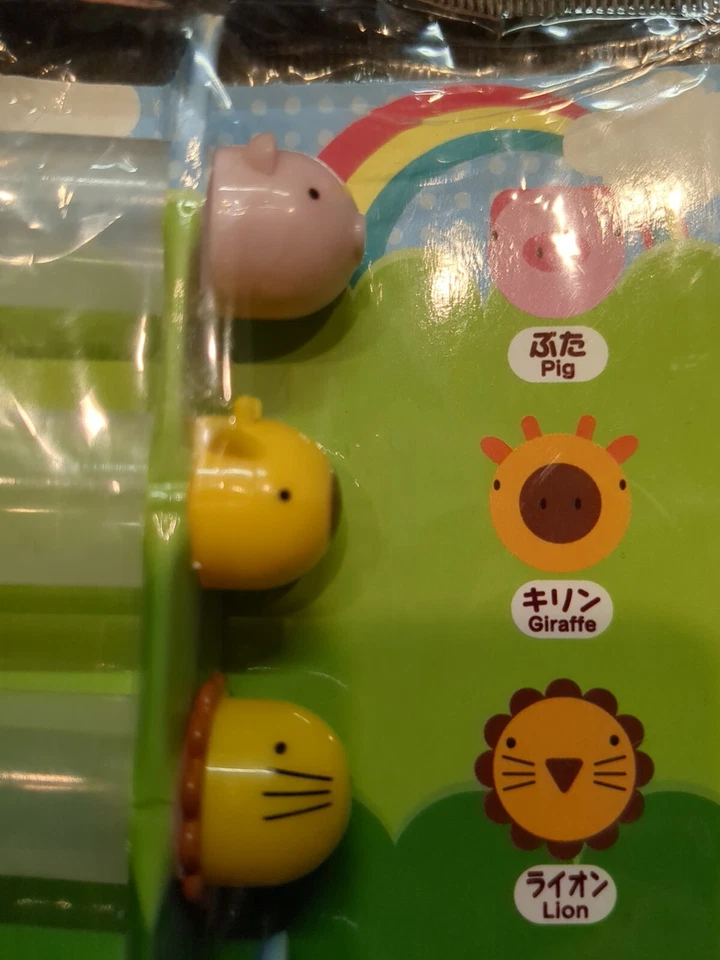 ぶた
Pig
キリン
Giraffe
ライオン
Lion